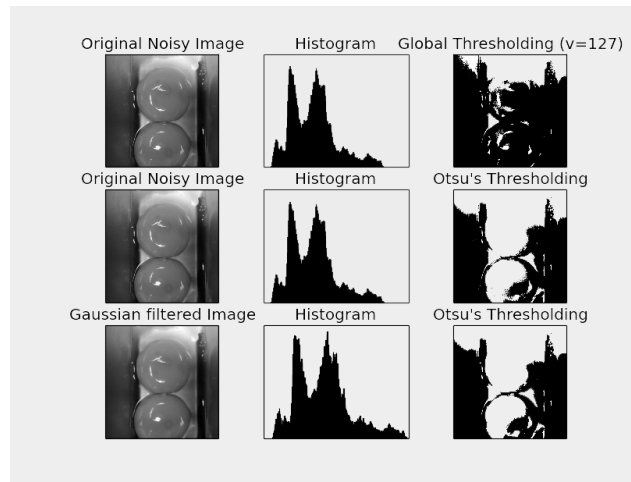 Original Noisy Image
Histogram
Global Thresholding (v=127)
Original Noisy Image
Histogram
Otsu's Thresholding
Gaussian filtered Image
Histogram
Otsu's Thresholding